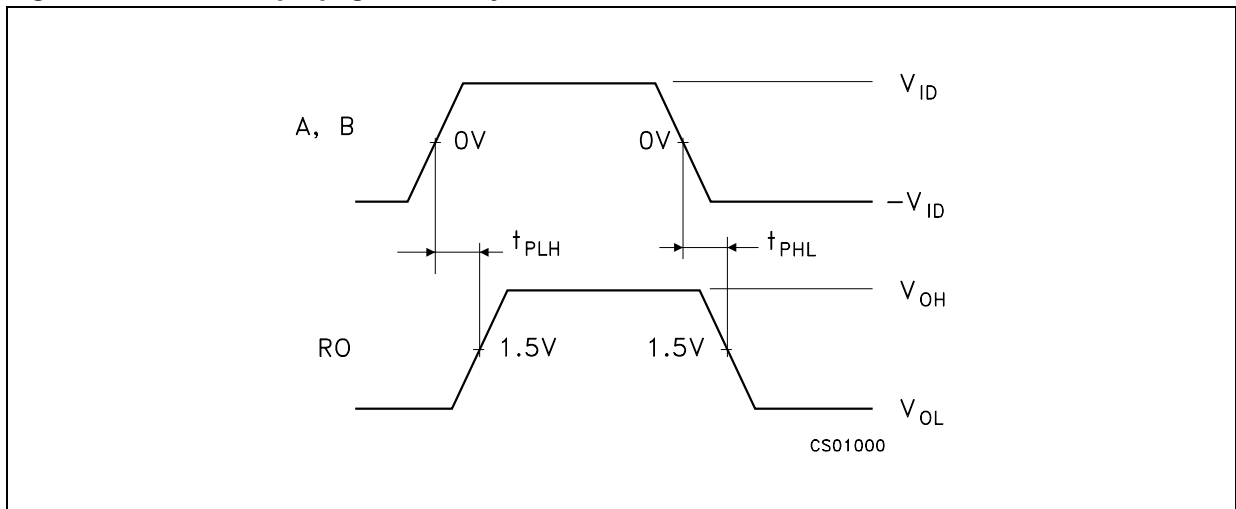 V_ID
A, B
0V
0V
-V_ID
t_PLH
t_PHL
V_OH
RO
1.5V
1.5V
V_OL
CS01000